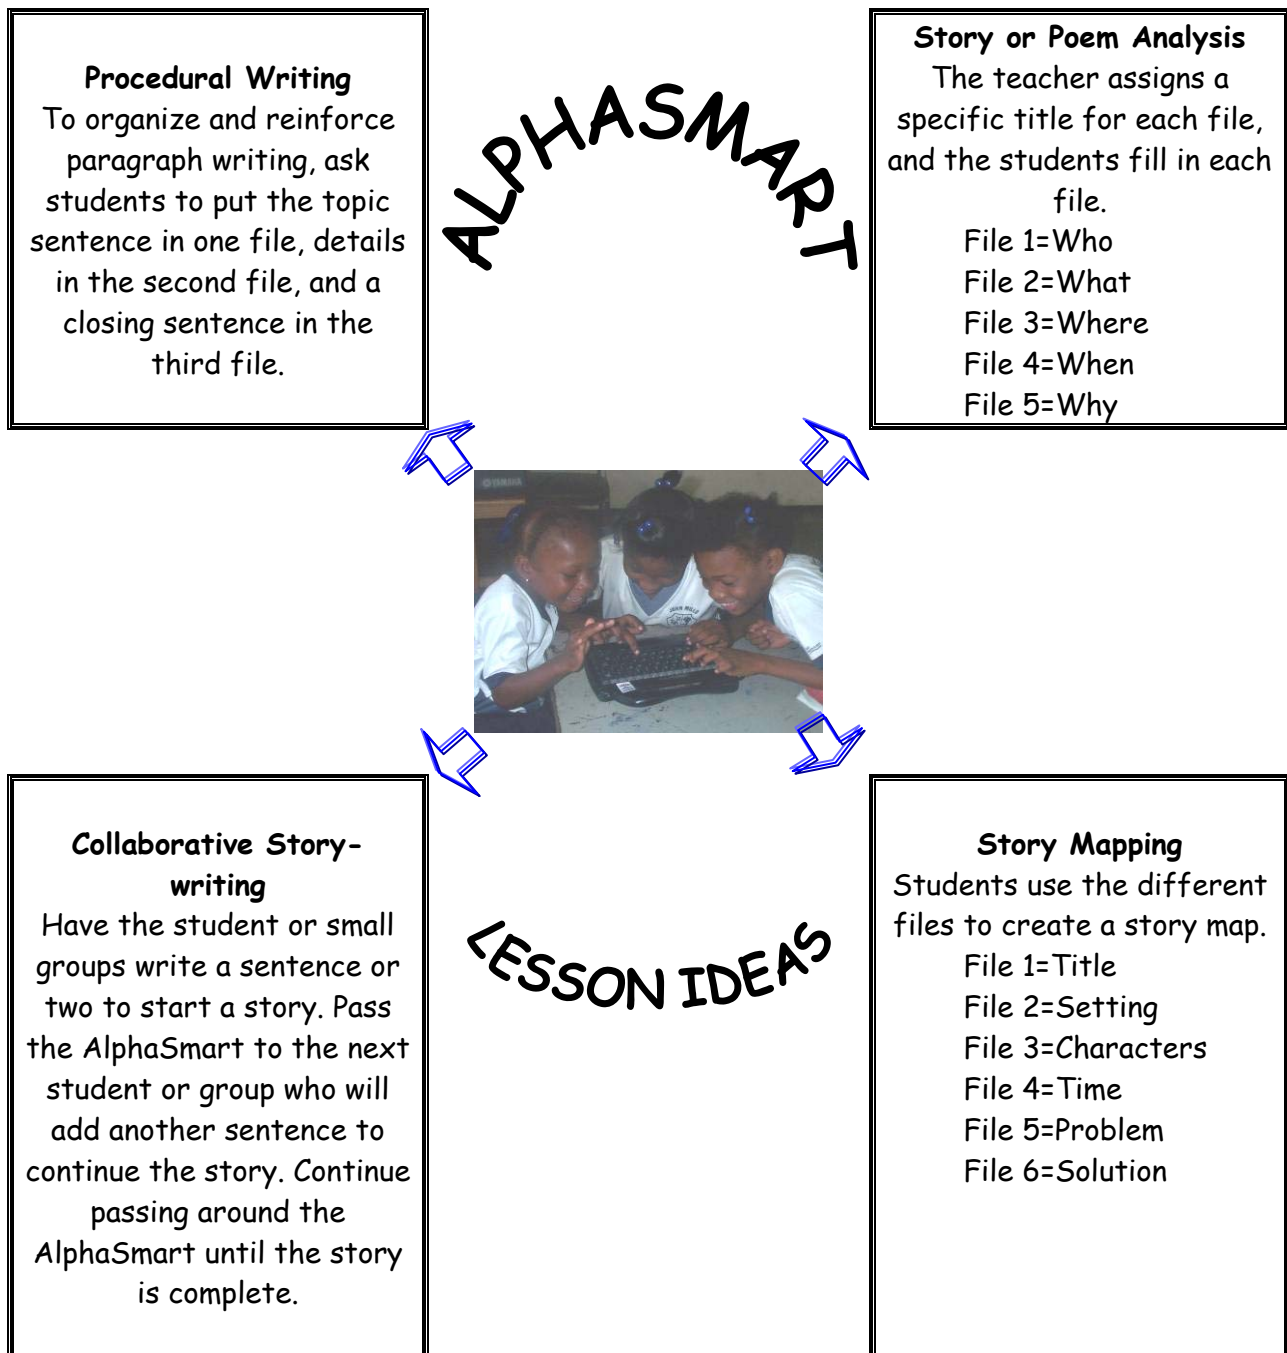 Procedural Writing
To organize and reinforce
paragraph writing, ask
students to put the topic
sentence in one file, details
in the second file, and a
closing sentence in the
third file.
ALPHASMART
Story or Poem Analysis
The teacher assigns a
specific title for each file,
and the students fill in each
file.
File 1=Who
File 2=What
File 3=Where
File 4=When
File 5=Why
YAMAHA
Collaborative Story-
writing
Have the student or small
groups write a sentence or
two to start a story. Pass
the AlphaSmart to the next
student or group who will
add another sentence to
continue the story. Continue
passing around the
AlphaSmart until the story
is complete.
LESSON IDEAS
Story Mapping
Students use the different
files to create a story map.
File 1=Title
File 2=Setting
File 3=Characters
File 4=Time
File 5=Problem
File 6=Solution